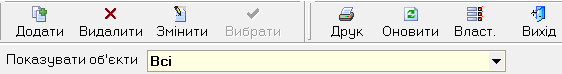 Додати Видалити Змінити Вибрати Друк Оновити Власт. Вихід
Показувати об'єкти Всі